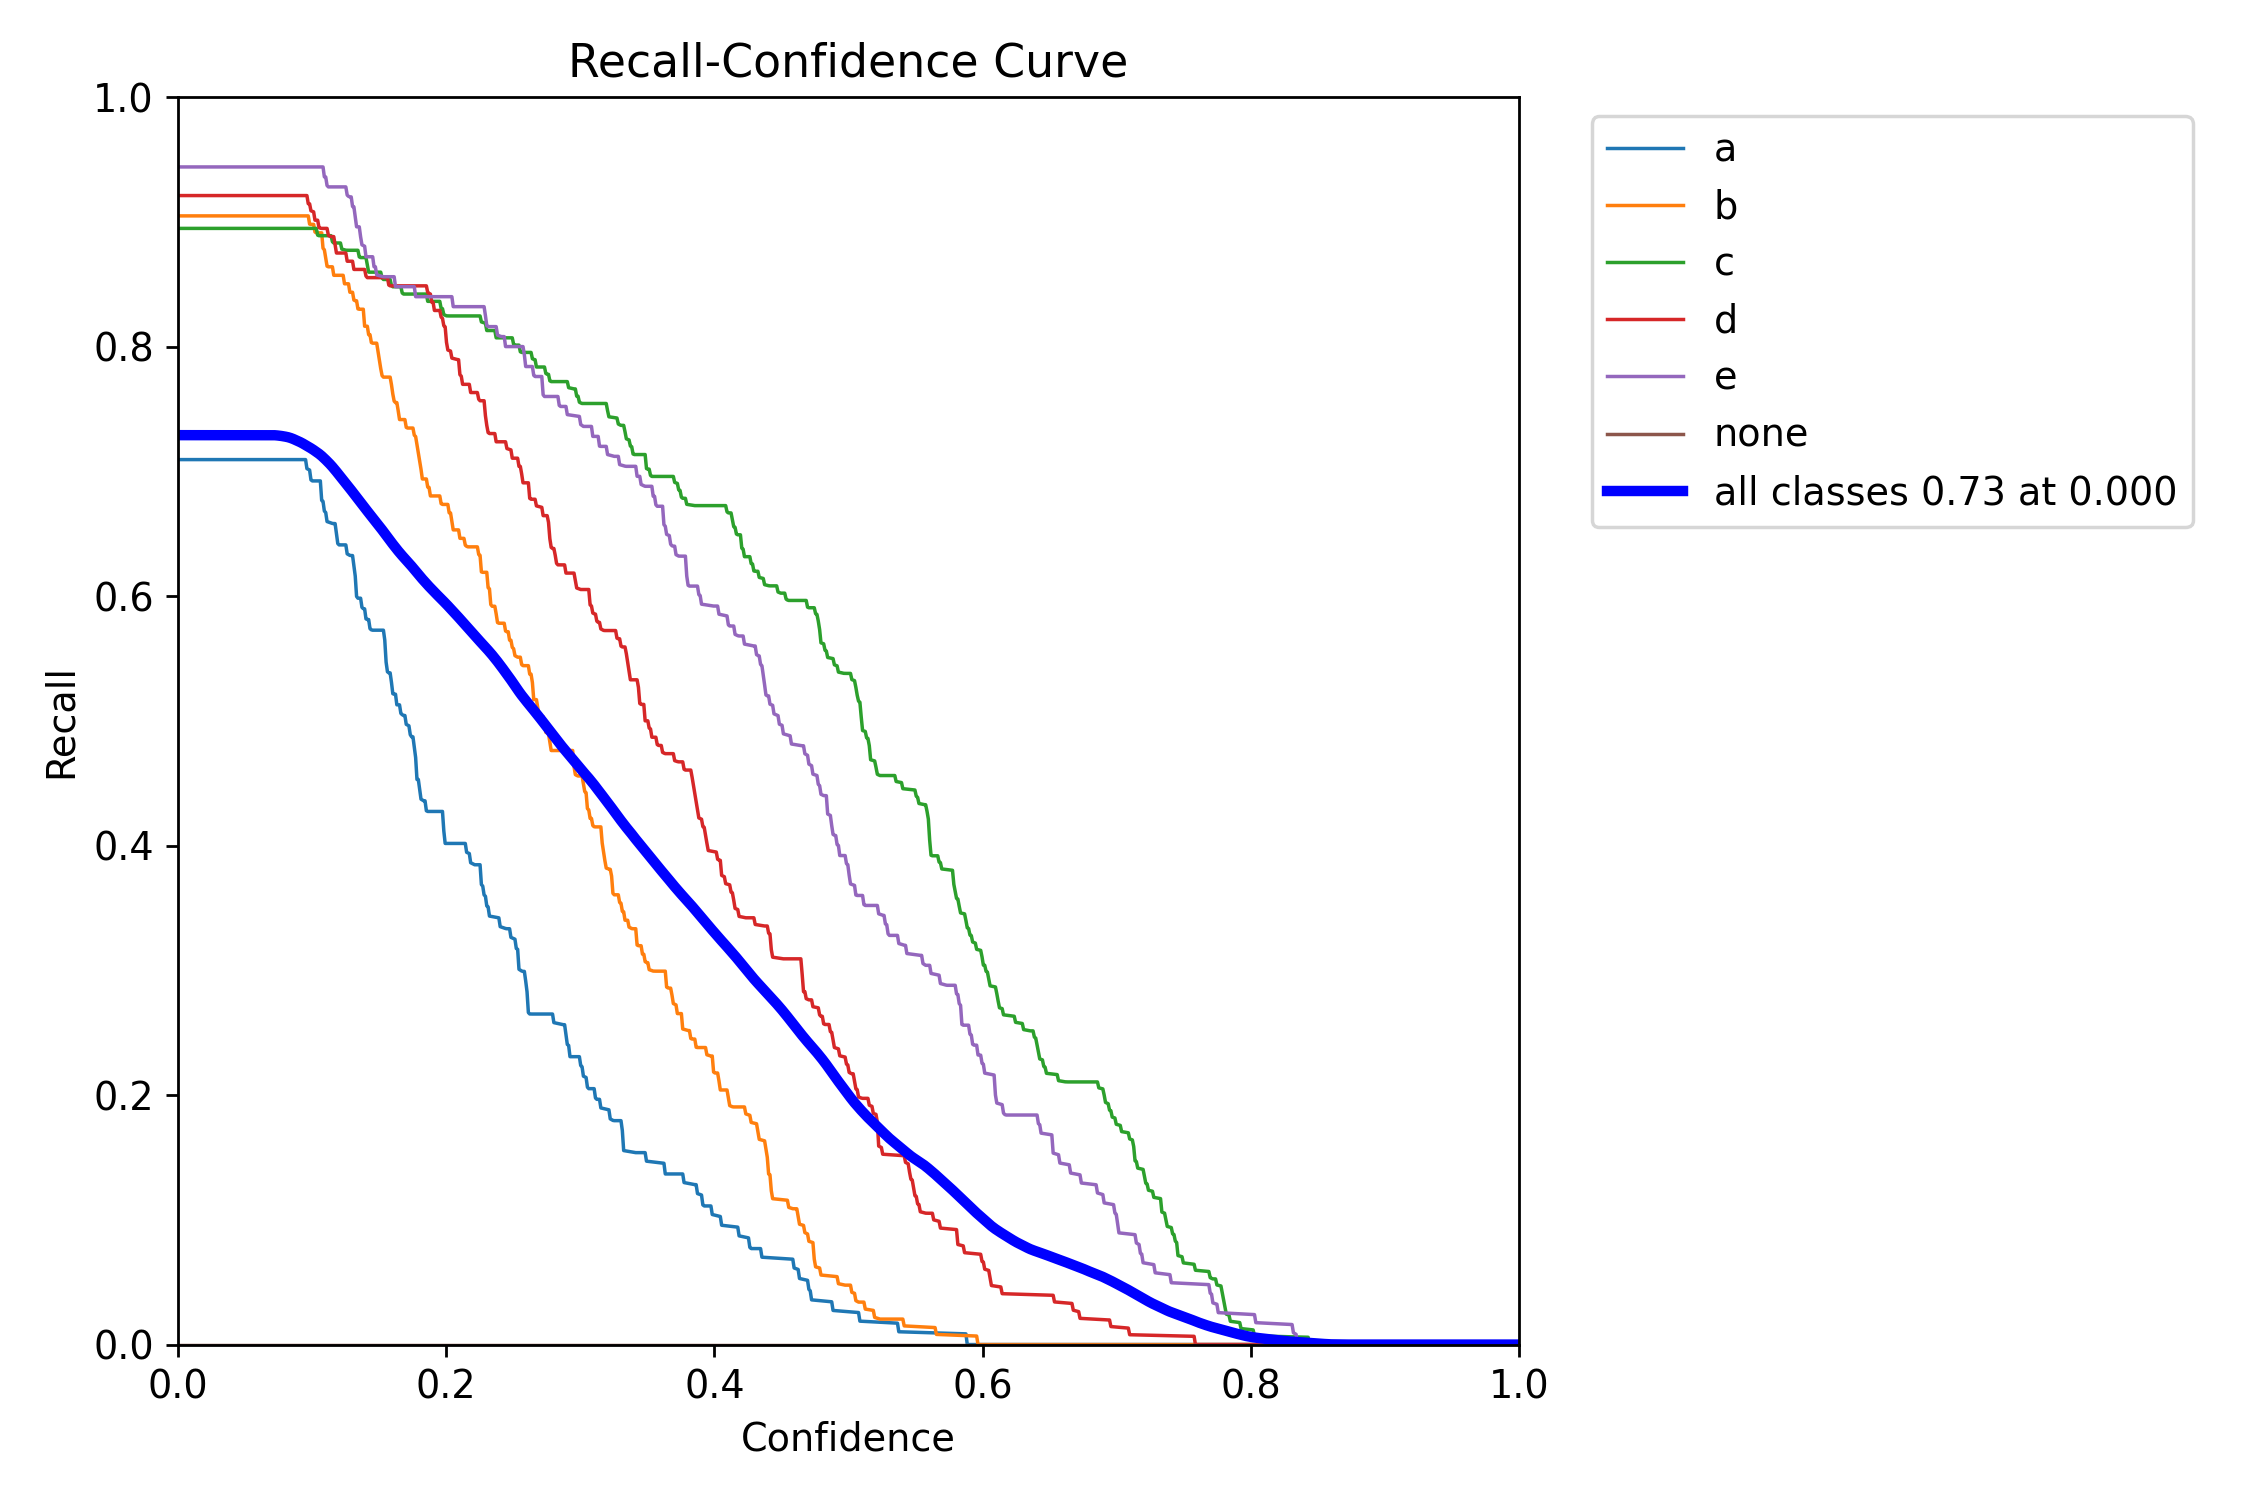 Recall-Confidence Curve
1.0
0.8
0.6
0.4
0.2
0.0
Recall
0.0 0.2 0.4 0.6 0.8 1.0
Confidence
a
b
c
d
e
none
all classes 0.73 at 0.000